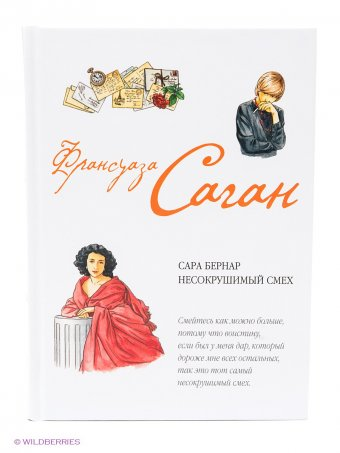 Франсуаза
Саган
САРА БЕРНАР
НЕСОКРУШИМЫЙ СМЕХ
Смейтесь как можно больше,
потому что воистину,
если был у меня дар, который
дороже мне всех остальных,
так это тот самый
несокрушимый смех.
© WILDBERRIES